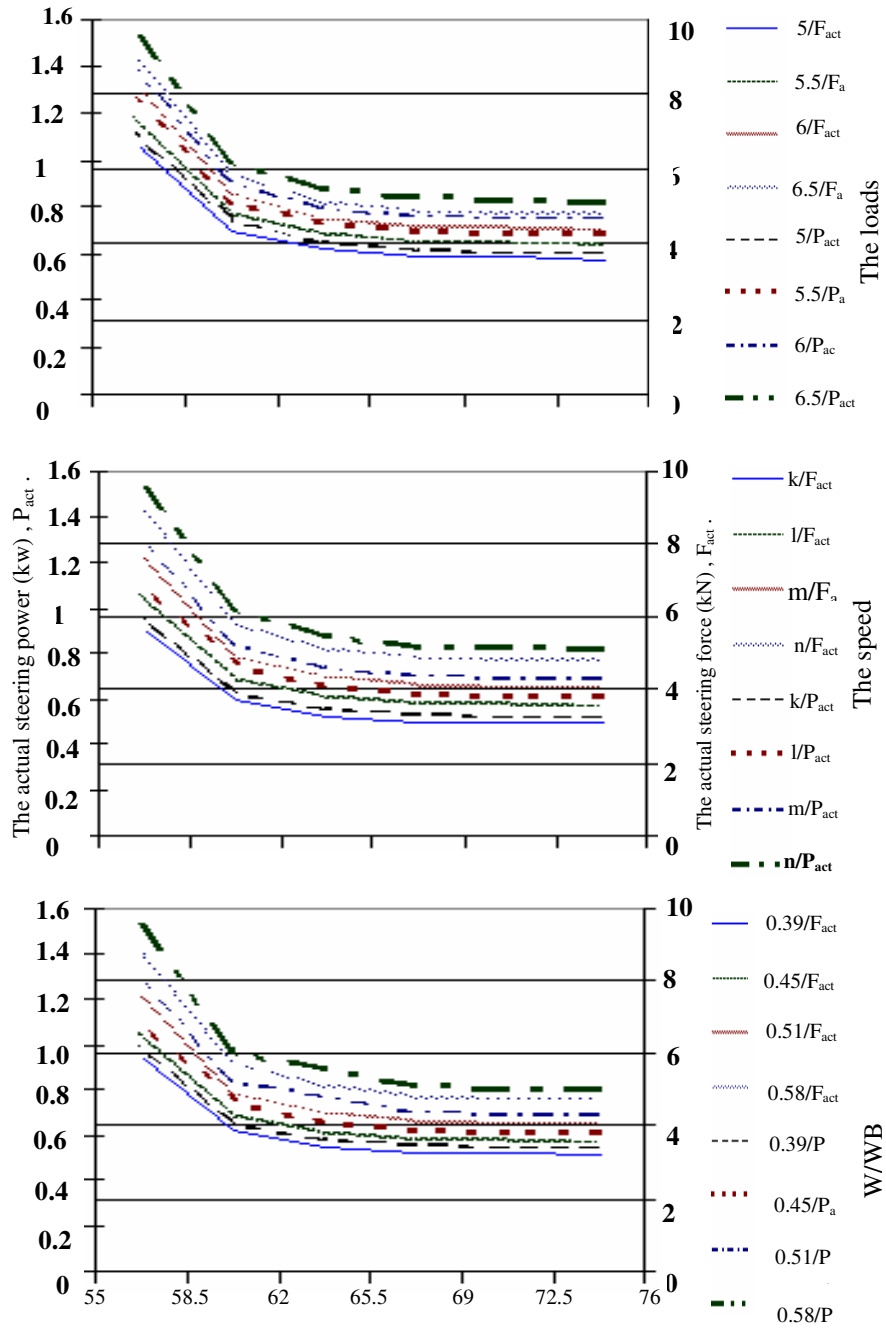 1.6
1.4
1.2
1
0.8
0.6
0.4
0.2
0
10
8
4
2
5/Fact
5.5/Fa
6/Fact
6.5/Fa
5/Pact
5.5/Pa
6/Pac
6.5/Pact
The loads
The actual steering power (kw) , Pact .
1.6
1.4
1.2
1
0.8
0.6
0.4
0.2
0
10
8
6
4
2
0
The actual steering force (kN) , Fact .
k/Fact
l/Fact
m/Fa
n/Fact
k/Pact
l/Pact
m/Pact
n/Pact
The speed
1.6
1.4
1.2
1.0
0.8
0.6
0.4
0.2
0
10
8
6
4
2
0
55 58.5 62 65.5 69 72.5 76
0.39/Fact
0.45/Fact
0.51/Fact
0.58/Fact
0.39/P
0.45/Pa
0.51/P
0.58/P
W/WB